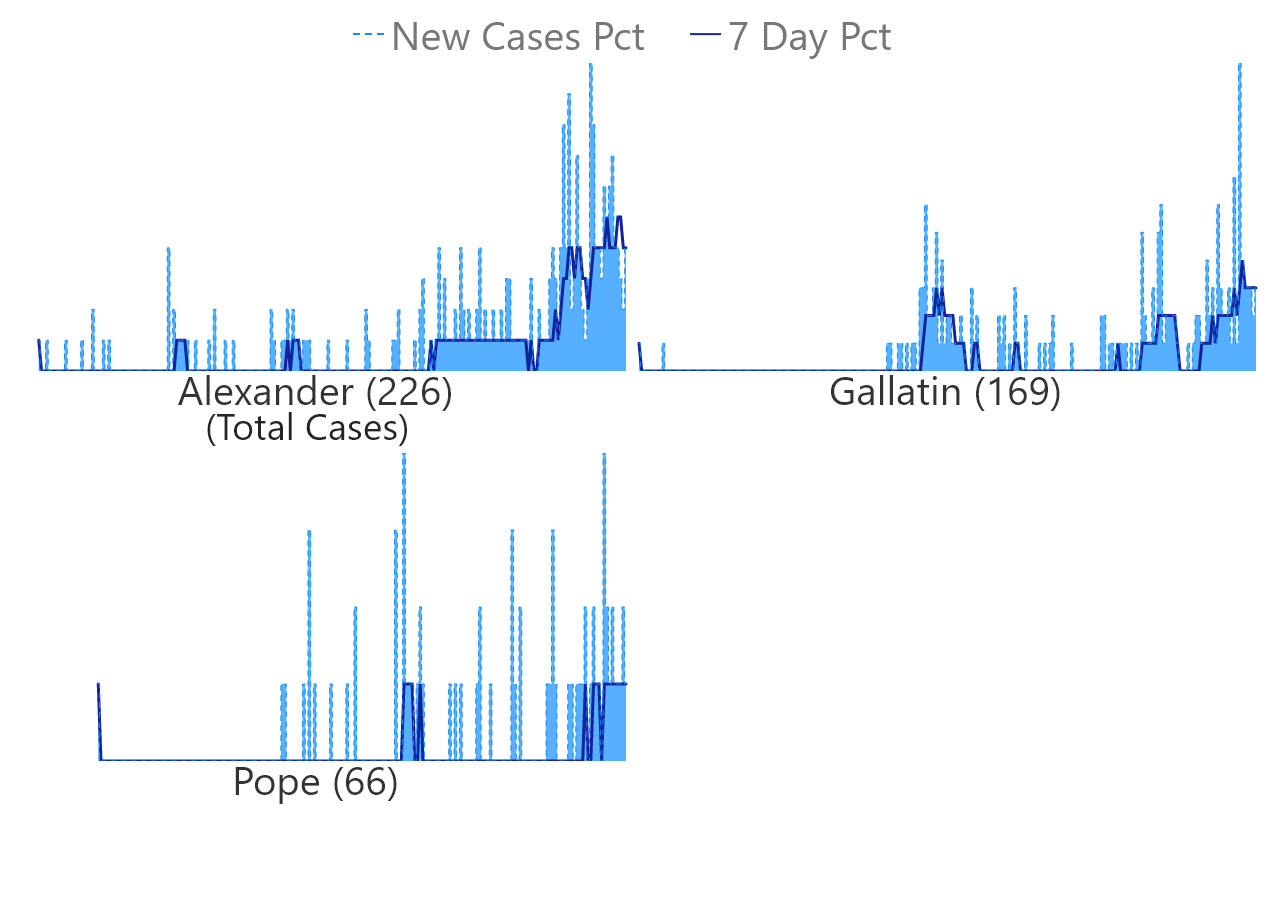 New Cases Pct 7 Day Pct
Alexander (226) Gallatin (169)
(Total Cases)
Pope (66)